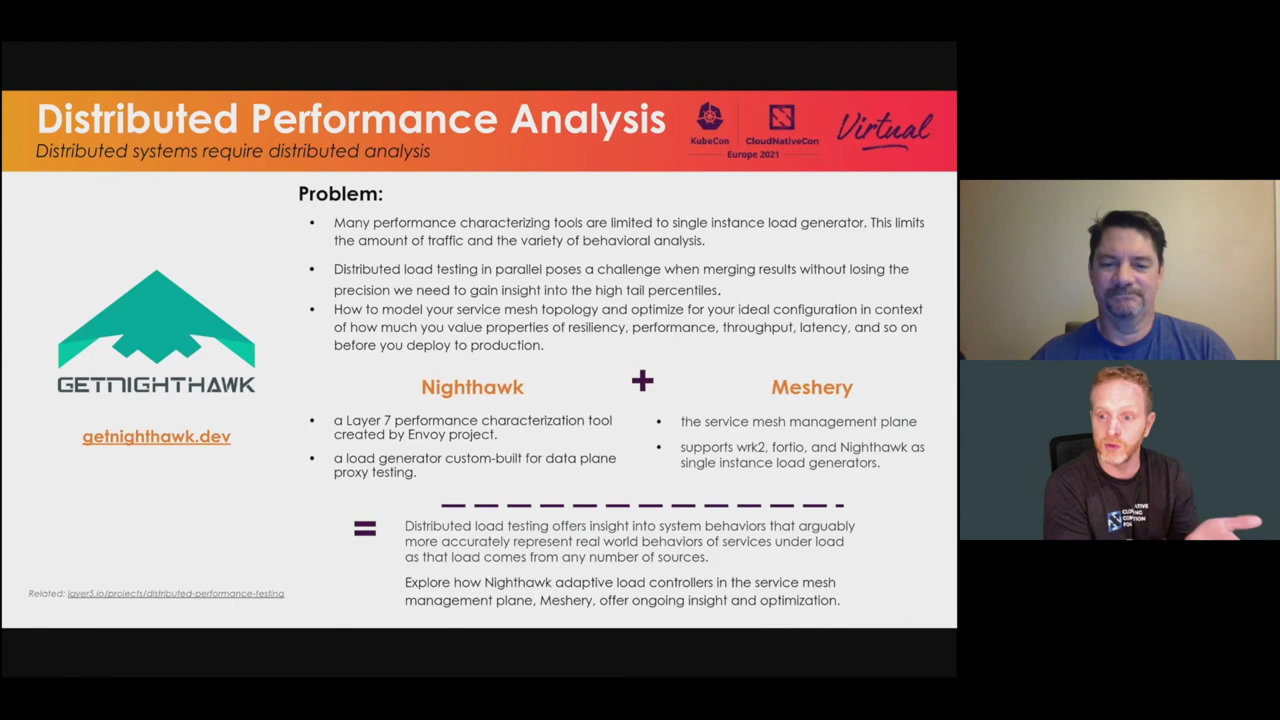 Distributed Performance Analysis
Distributed systems require distributed analysis
KubeCon
CloudNativeCon
Europe 2021
Virtual
Problem:
• Many performance characterizing tools are limited to single instance load generator. This limits
the amount of traffic and the variety of behavioral analysis.
• Distributed load testing in parallel poses a challenge when merging results without losing the
precision we need to gain insight into the high tail percentiles.
• How to model your service mesh topology and optimize for your ideal configuration in context
of how much you value properties of resiliency, performance, throughput, latency, and so on
before you deploy to production.
GETNIGHTHAWK
getnighthawk.dev
Nighthawk
• a Layer 7 performance characterization tool
created by Envoy project.
• a load generator custom-built for data plane
proxy testing.
+
Meshery
• the service mesh management plane
• supports wrk2, fortio, and Nighthawk as
single instance load generators.
=
Distributed load testing offers insight into system behaviors that arguably
more accurately represent real world behaviors of services under load
as that load comes from any number of sources.
Explore how Nighthawk adaptive load controllers in the service mesh
management plane, Meshery, offer ongoing insight and optimization.
Related: layer5.io/projects/distributed-performance-testing